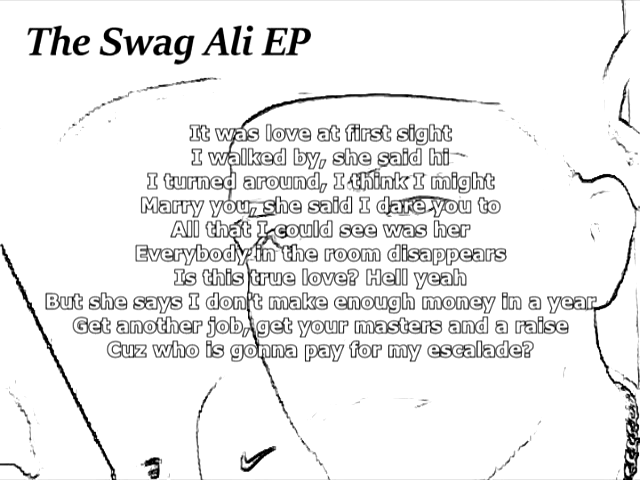 The Swag Ali EP
It was love at first sight
I walked by, she said hi
I turned around, I think I might
Marry you, she said I dare you to
All that I could see was her
Everybody in the room disappears
Is this true love? Hell yeah
But she says I don't make enough money in a year
Get another job, get your masters and a raise
Cuz who is gonna pay for my escalade?